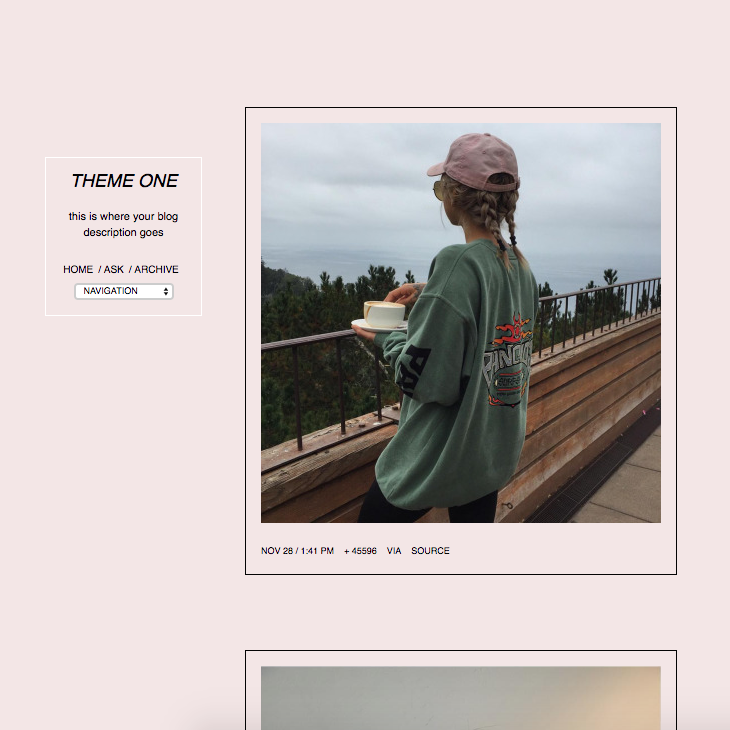 THEME ONE
this is where your blog
description goes
HOME / ASK / ARCHIVE
NAVIGATION
NOV 28 / 1:41 PM + 45596 VIA SOURCE